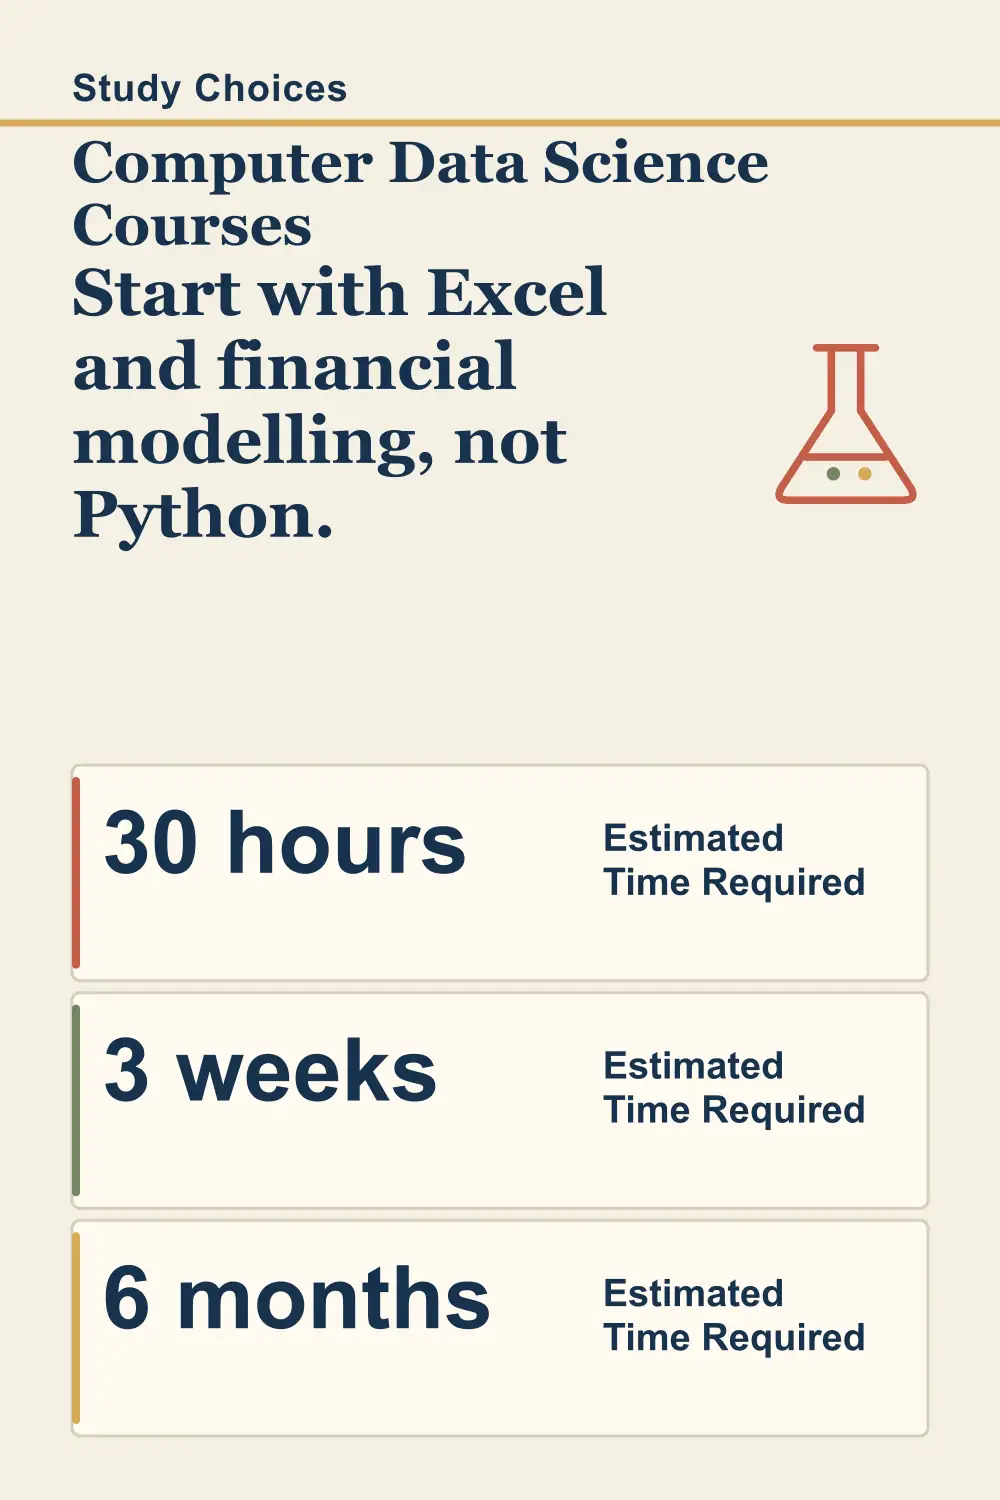 Study Choices
Computer Data Science
Courses
Start with Excel
and financial
modelling, not
Python.
30 hours
Estimated
Time Required
3 weeks
Estimated
Time Required
6 months
Estimated
Time Required